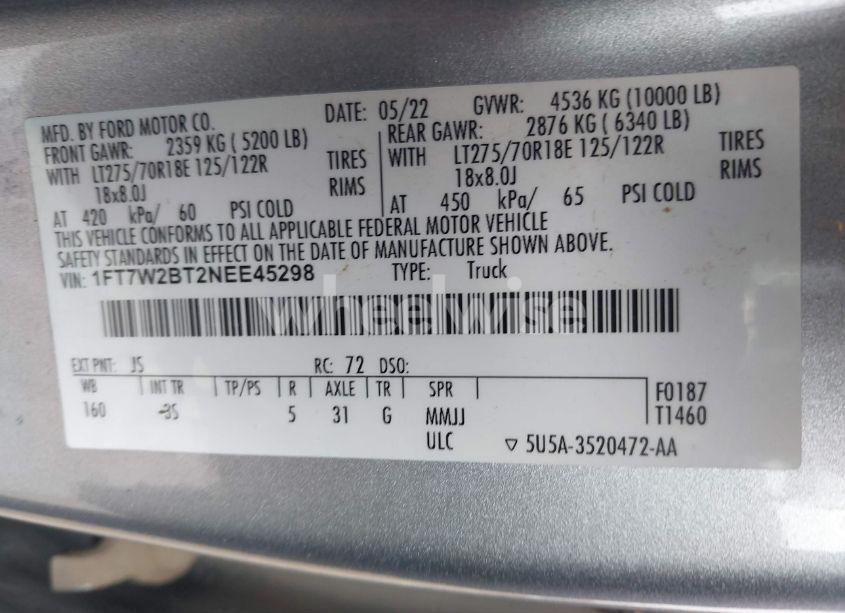 MFD. BY FORD MOTOR CO. DATE: 05/22 GVWR: 4536 KG (10000 LB)
FRONT GAWR: 2359 KG ( 5200 LB) REAR GAWR: 2876 KG ( 6340 LB)
WITH LT275/70R18E 125/122R TIRES WITH LT275/70R18E 125/122R TIRES
18x8.0J RIMS 18x8.0J RIMS
AT 420 kPa/ 60 PSI COLD AT 450 kPa/ 65 PSI COLD
THIS VEHICLE CONFORMS TO ALL APPLICABLE FEDERAL MOTOR VEHICLE
SAFETY STANDARDS IN EFFECT ON THE DATE OF MANUFACTURE SHOWN ABOVE.
VIN: 1FT7W2BT2NEE45298 TYPE: Truck
wheelwise
EXT PNT: JS RC: 72 DSO:
WB INT TR TP/PS R AXLE TR SPR F0187
160 5 31 G MMJJ T1460
ULC 5U5A-3520472-AA